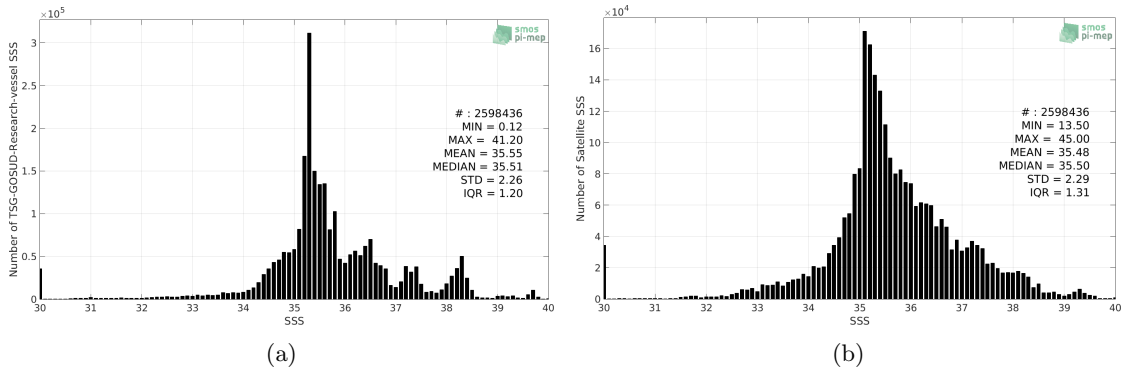 ×10⁵
smos
pi-mep
Number of TSG-GOSUD-Research-vessel SSS
3
2.5
2
1.5
1
0.5
0
# : 2598436
MIN = 0.12
MAX = 41.20
MEAN = 35.55
MEDIAN = 35.51
STD = 2.26
IQR = 1.20
30 31 32 33 34 35 36 37 38 39 40
SSS
(a)
×10⁴
smos
pi-mep
Number of Satellite SSS
16
14
12
10
8
6
4
2
0
# : 2598436
MIN = 13.50
MAX = 45.00
MEAN = 35.48
MEDIAN = 35.50
STD = 2.29
IQR = 1.31
30 31 32 33 34 35 36 37 38 39 40
SSS
(b)